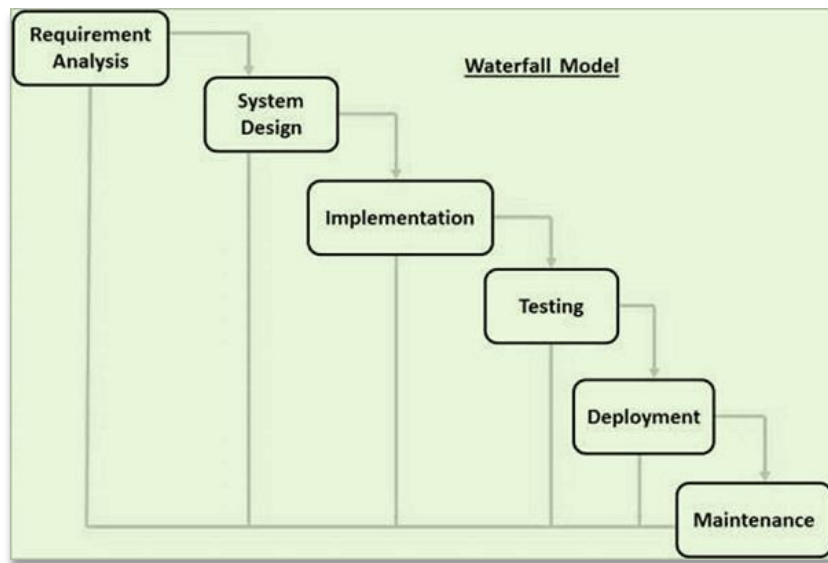 Requirement
Analysis
Waterfall Model
System
Design
Implementation
Testing
Deployment
Maintenance